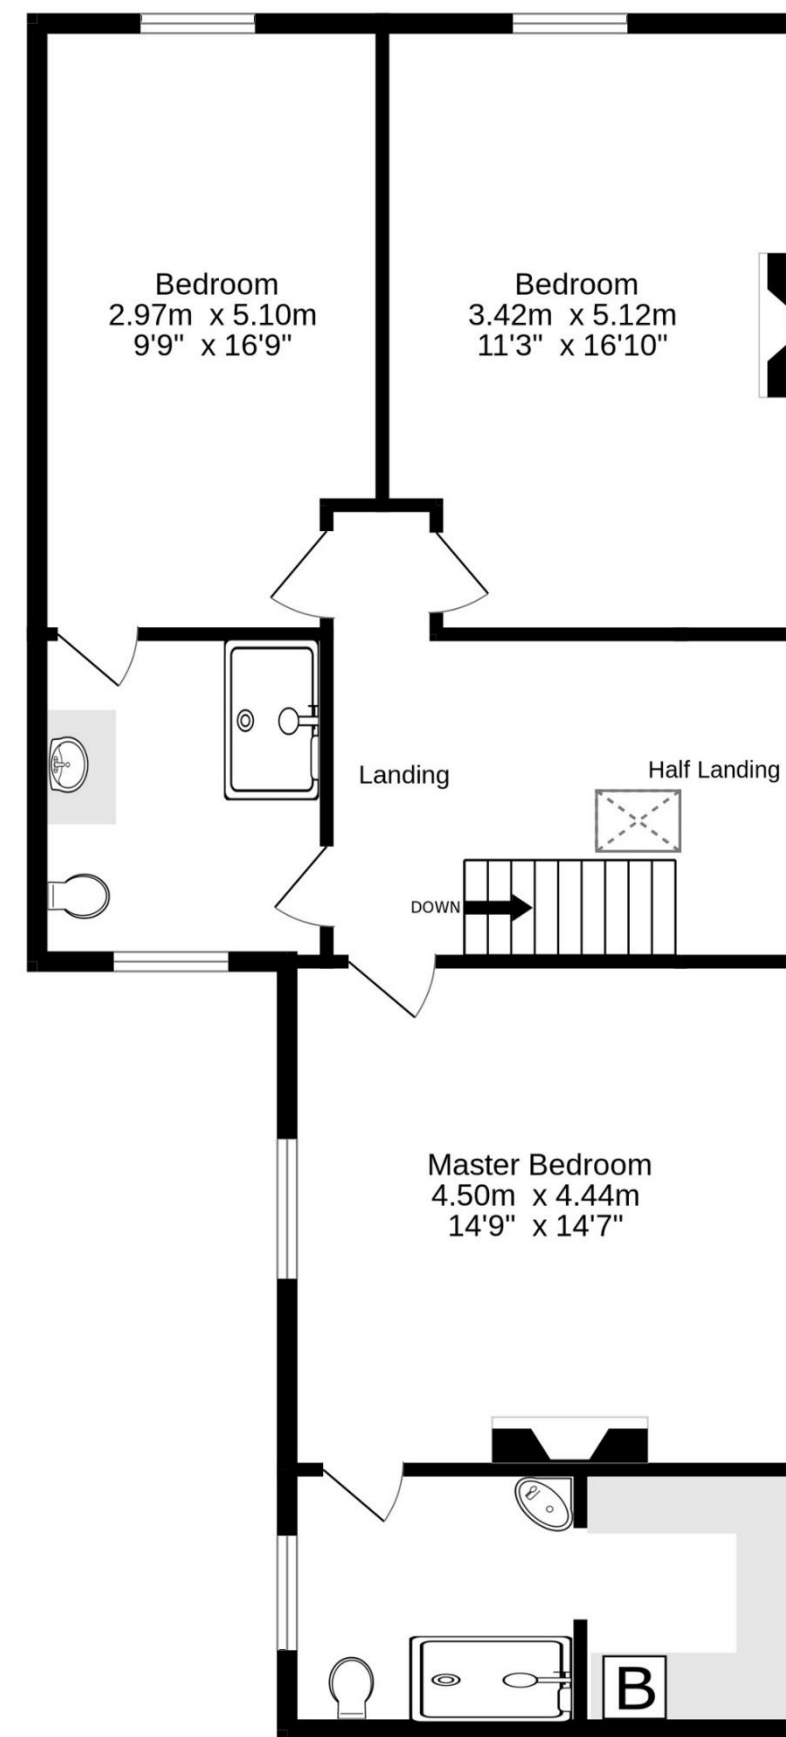 Bedroom
2.97m x 5.10m
9'9" x 16'9"
Bedroom
3.42m x 5.12m
11'3" x 16'10"
Landing
Half Landing
DOWN
Master Bedroom
4.50m x 4.44m
14'9" x 14'7"
B